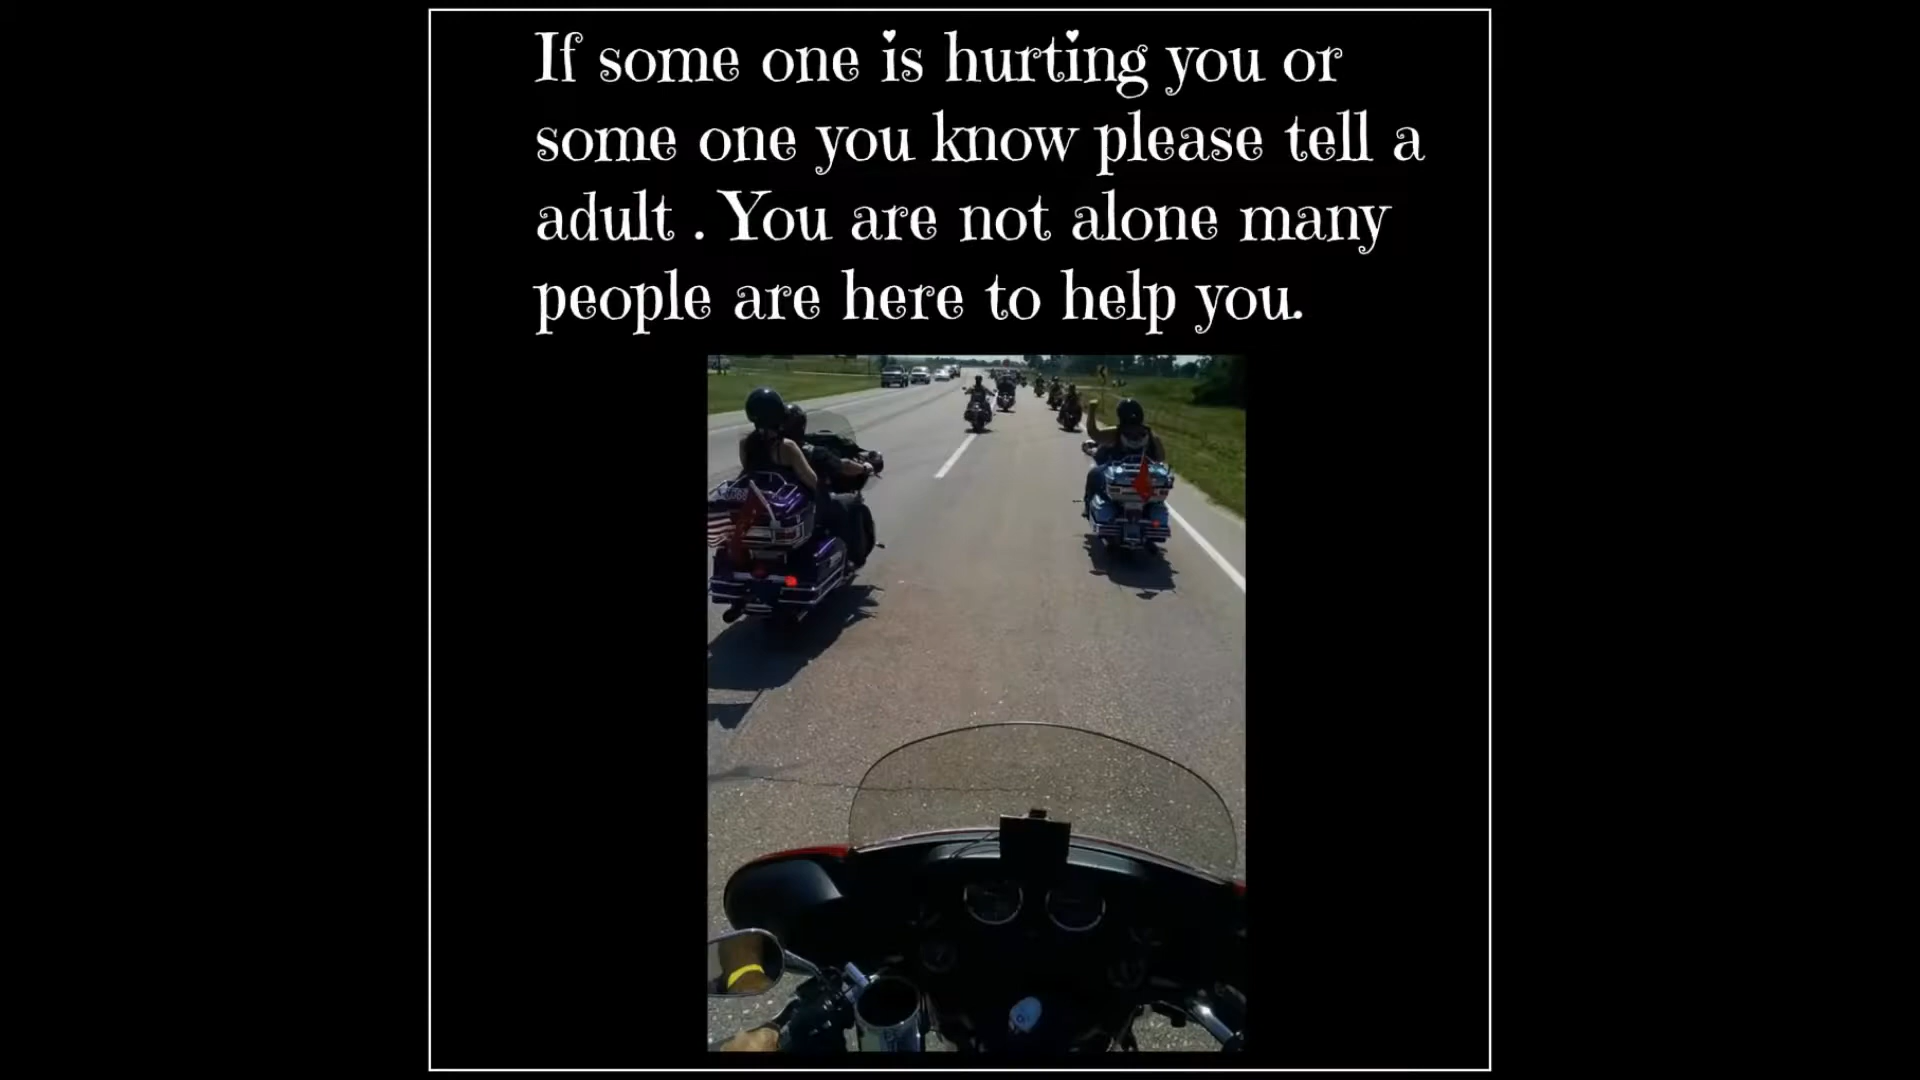 If some one is hurting you or
some one you know please tell a
adult . You are not alone many
people are here to help you.